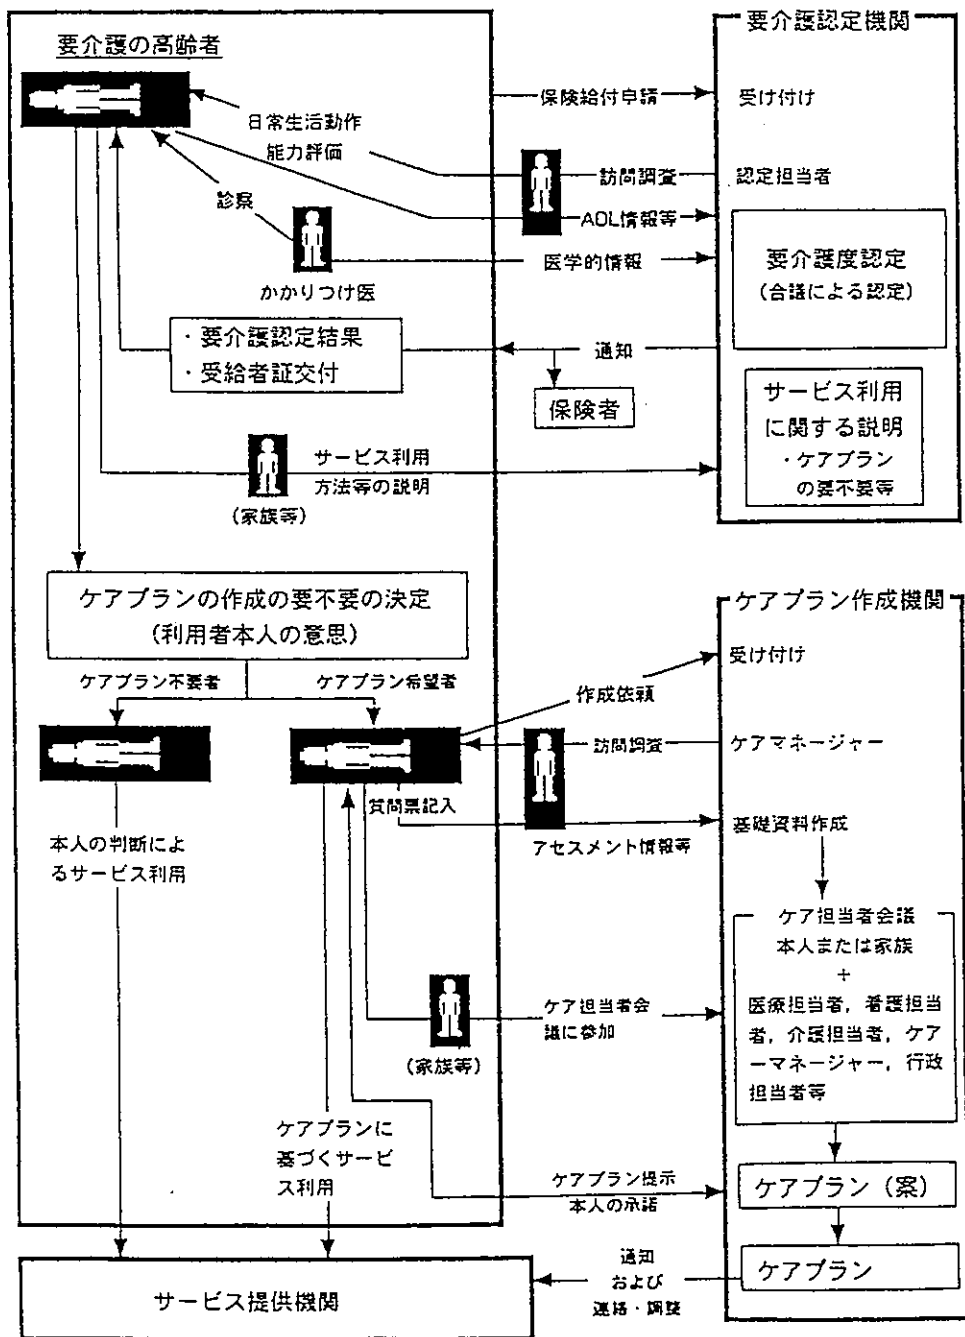 要介護の高齢者
要介護認定機関
保険給付申請
受け付け
日常生活動作
能力評価
訪問調査
認定担当者
診察
ADL情報等
医学的情報
かかりつけ医
要介護度認定
(合議による認定)
・要介護認定結果
・受給者証交付
通知
保険者
サービス利用
に関する説明
・ケアプラン
の要不要等
サービス利用
方法等の説明
(家族等)
ケアプランの作成の要不要の決定
(利用者本人の意思)
ケアプラン不要者
ケアプラン希望者
ケアプラン作成機関
受け付け
作成依頼
訪問調査
ケアマネージャー
質問票記入
アセスメント情報等
基礎資料作成
本人の判断によ
るサービス利用
ケア担当者会議
本人または家族
+
医療担当者,看護担当
者,介護担当者,ケア
ーマネージャー,行政
担当者等
ケア担当者会
議に参加
(家族等)
ケアプランに
基づくサービ
ス利用
ケアプラン提示
本人の承諾
ケアプラン(案)
ケアプラン
通知
および
連絡・調整
サービス提供機関